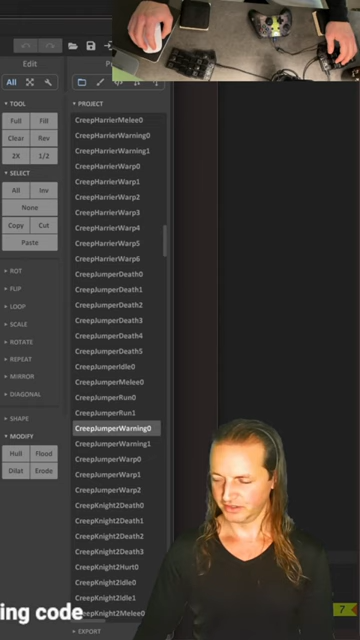 Edit
P
All
TOOL
Full Fill
Clear Rev
2X 1/2
SELECT
All inv
None
Copy Cut
Paste
ROT
FLIP
LOOP
SCALE
ROTATE
REPEAT
MIRROR
DIAGONAL
SHAPE
MODIFY
Hull Flood
Dilat Erode
PROJECT
CreepHarrierMelee0
CreepHarrierWarning0
CreepHarrierWarning1
CreepHarrierWarp0
CreepHarrierWarp1
CreepHarrierWarp2
CreepHarrierWarp3
CreepHarrierWarp4
CreepHarrierWarp5
CreepHarrierWarp6
CreepJumperDeath0
CreepJumperDeath1
CreepJumperDeath2
CreepJumperDeath3
CreepJumperDeath4
CreepJumperDeath5
CreepJumperIdle0
CreepJumperMelee0
CreepJumperRun0
CreepJumperRun1
CreepJumperWarning0
CreepJumperWarning1
CreepJumperWarp0
CreepJumperWarp1
CreepJumperWarp2
CreepKnight2Death0
CreepKnight2Death1
CreepKnight2Death2
CreepKnight2Death3
CreepKnight2Hurt0
CreepKnight2Idle0
CreepKnight2Idle1
CreepKnight2Melee0
EXPORT
ing code
7